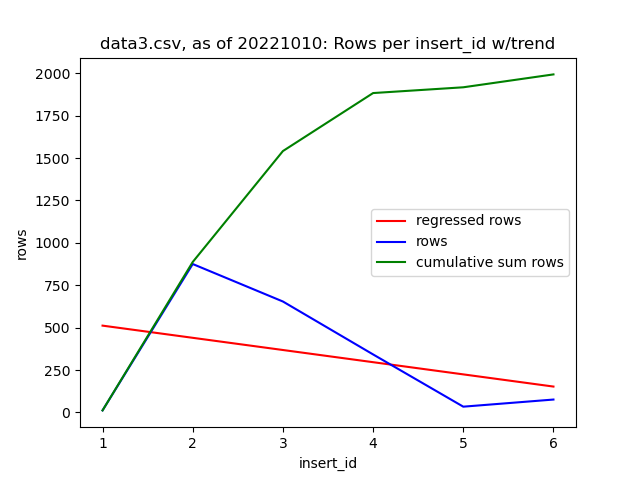 data3.csv, as of 20221010: Rows per insert_id w/trend
2000
1750
1500
1250
1000
750
500
250
0
rows
regressed rows
rows
cumulative sum rows
1 2 3 4 5 6
insert_id